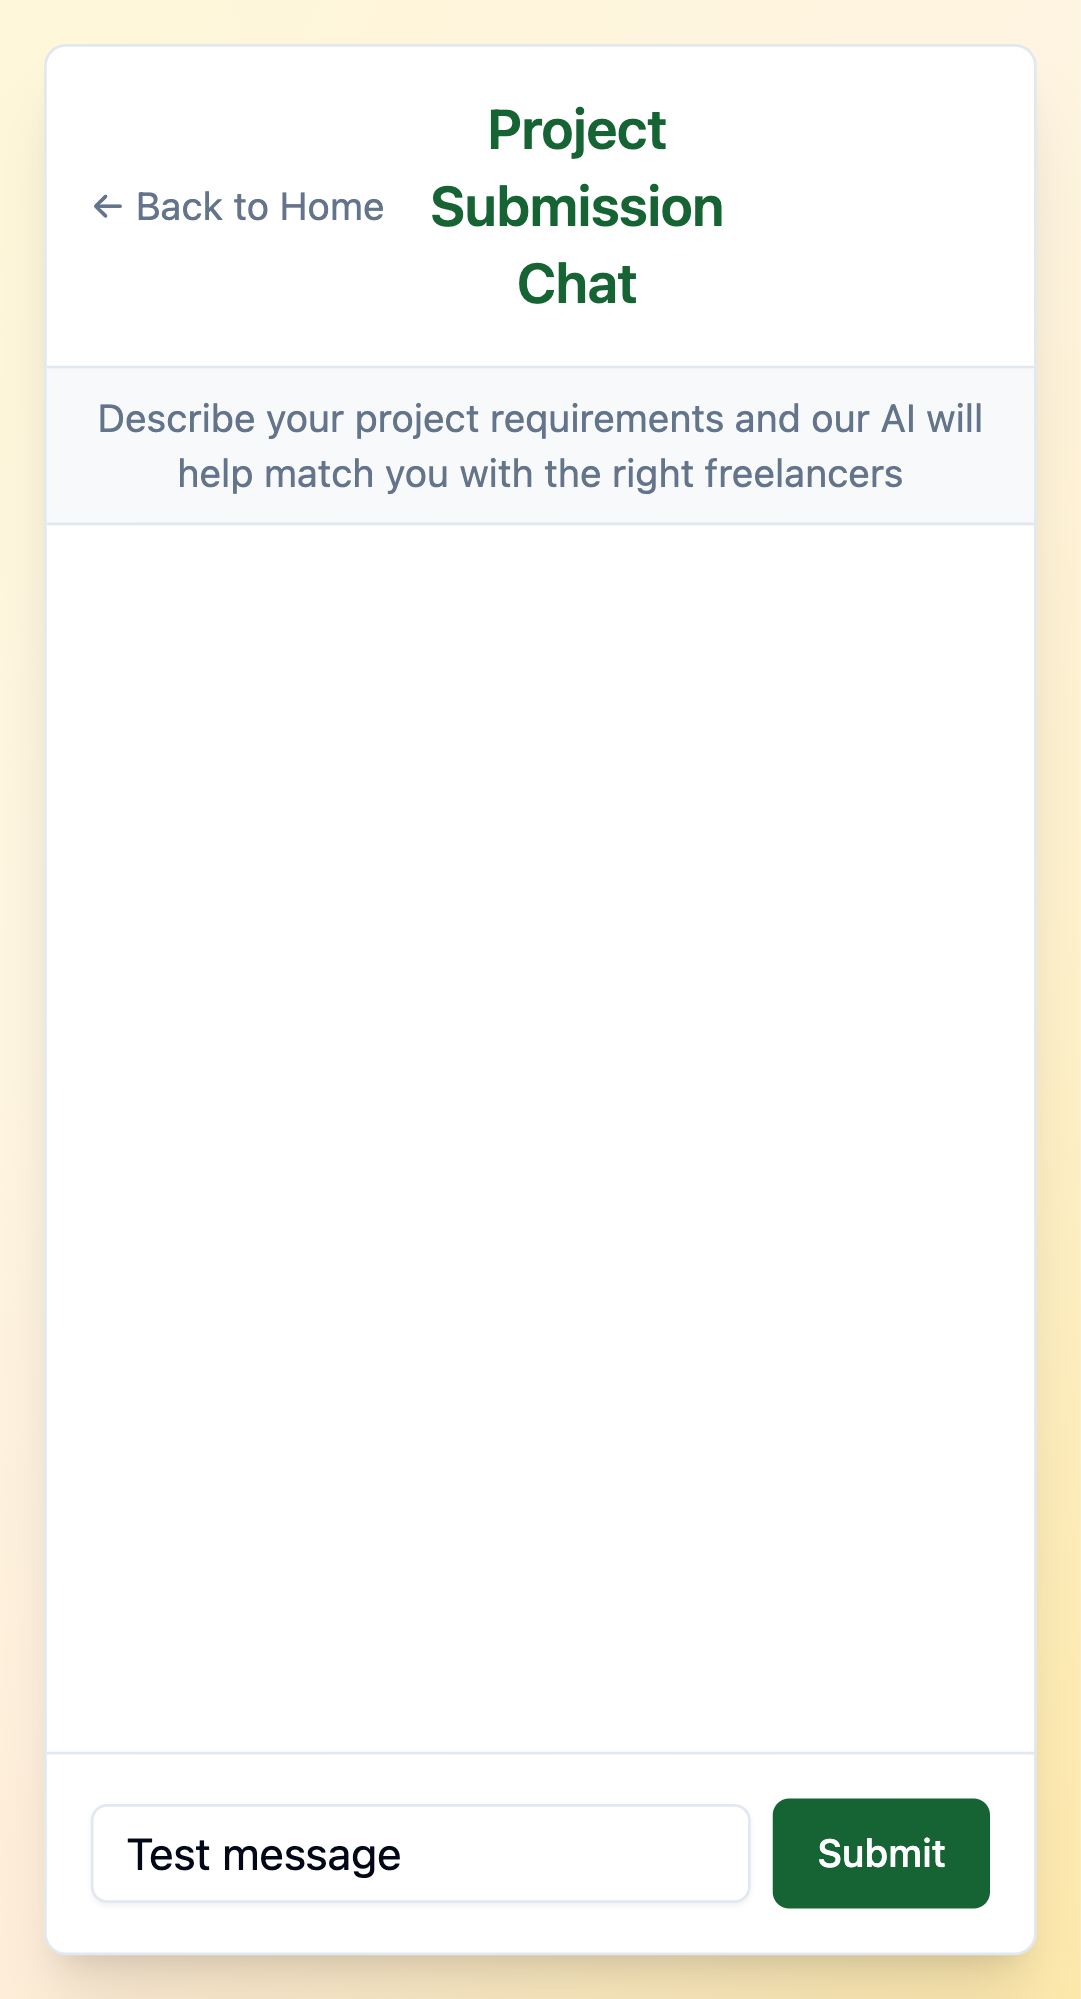 ← Back to Home
Project
Submission
Chat
Describe your project requirements and our AI will
help match you with the right freelancers
Test message
Submit